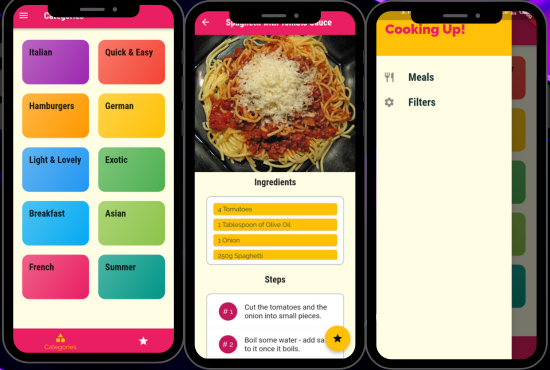 Categories
Italian
Quick & Easy
Hamburgers
German
Light & Lovely
Exotic
Breakfast
Asian
French
Summer
Categories
Spaghetti with Tomato Sauce
Ingredients
4 Tomatoes
1 Tablespoon of Olive Oil
1 Onion
250g Spaghetti
Steps
# 1
Cut the tomatoes and the
onion into small pieces.
# 2
Boil some water - add sa
to it once it boils.
Cooking Up!
Meals
Filters